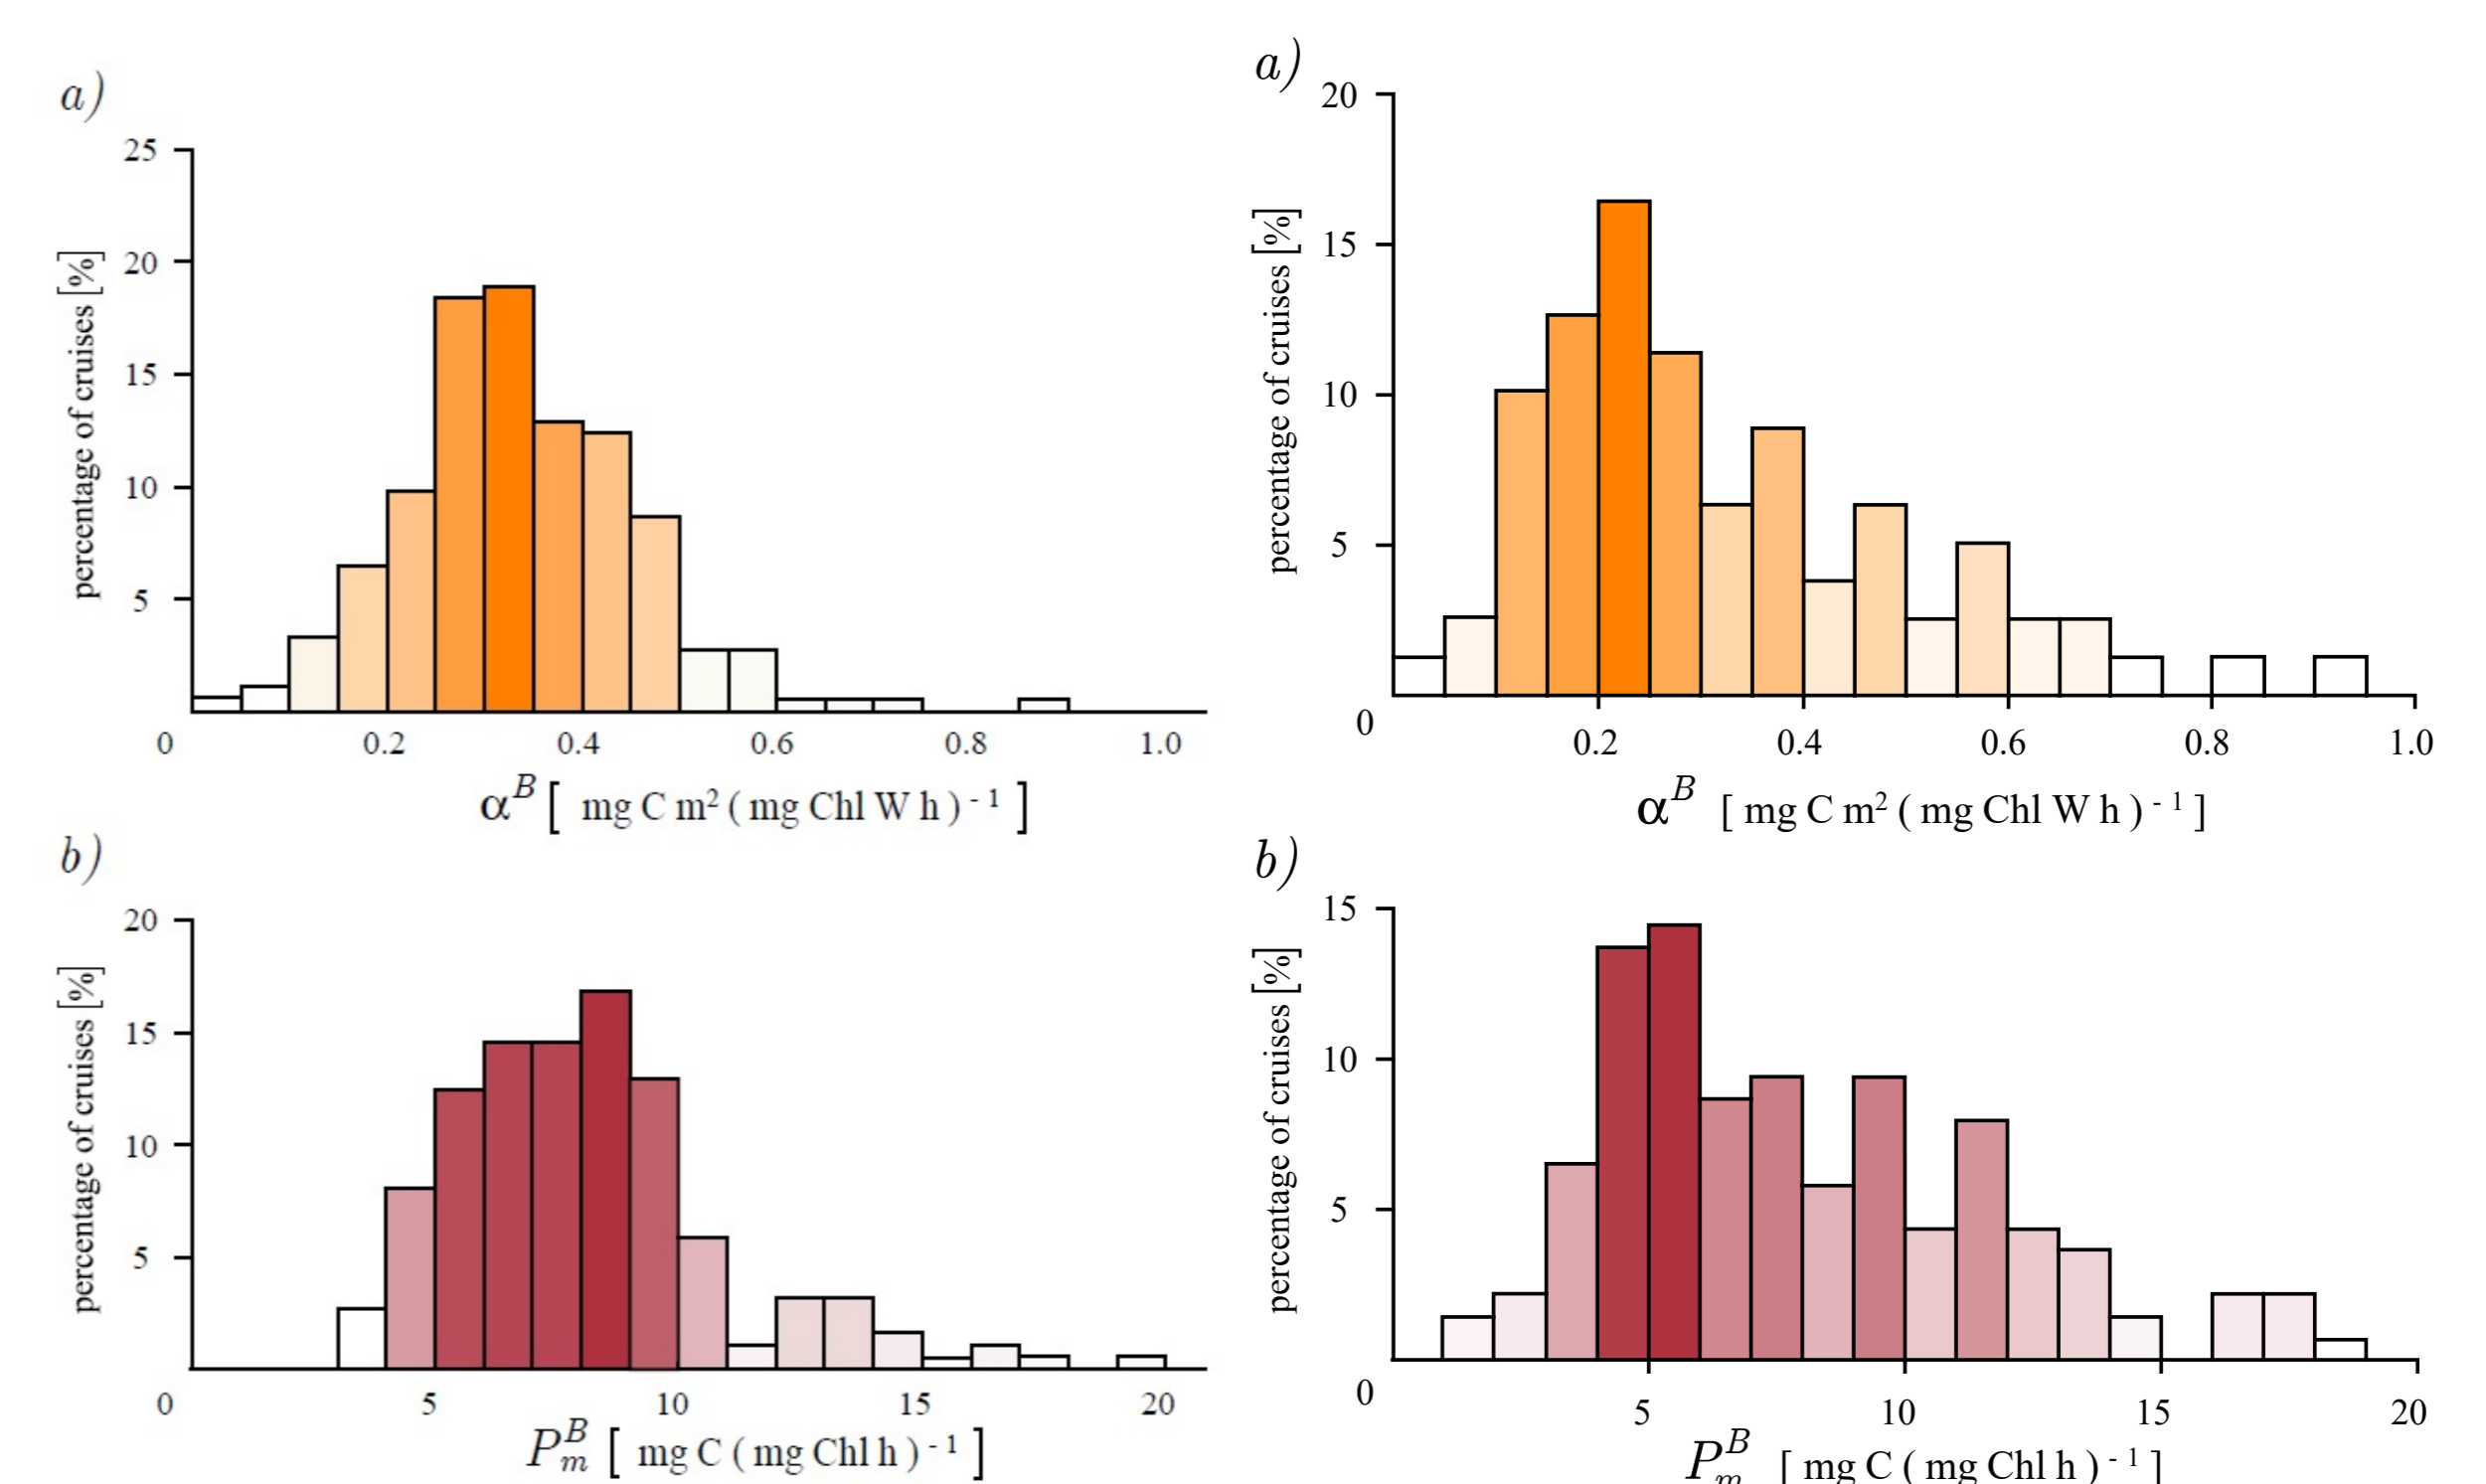 a)
25
20
15
10
5
0
percentage of cruises [%]
0.2 0.4 0.6 0.8 1.0
α^B [ mg C m² ( mg Chl W h ) ⁻ ¹ ]
b)
20
15
10
5
0
percentage of cruises [%]
5 10 15 20
P_m^B [ mg C ( mg Chl h ) ⁻ ¹ ]
a)
20
15
10
5
0
percentage of cruises [%]
0.2 0.4 0.6 0.8 1.0
α^B [ mg C m² ( mg Chl W h ) ⁻ ¹ ]
b)
15
10
5
0
percentage of cruises [%]
5 10 15 20
P_m^B [ mg C ( mg Chl h ) ⁻ ¹ ]